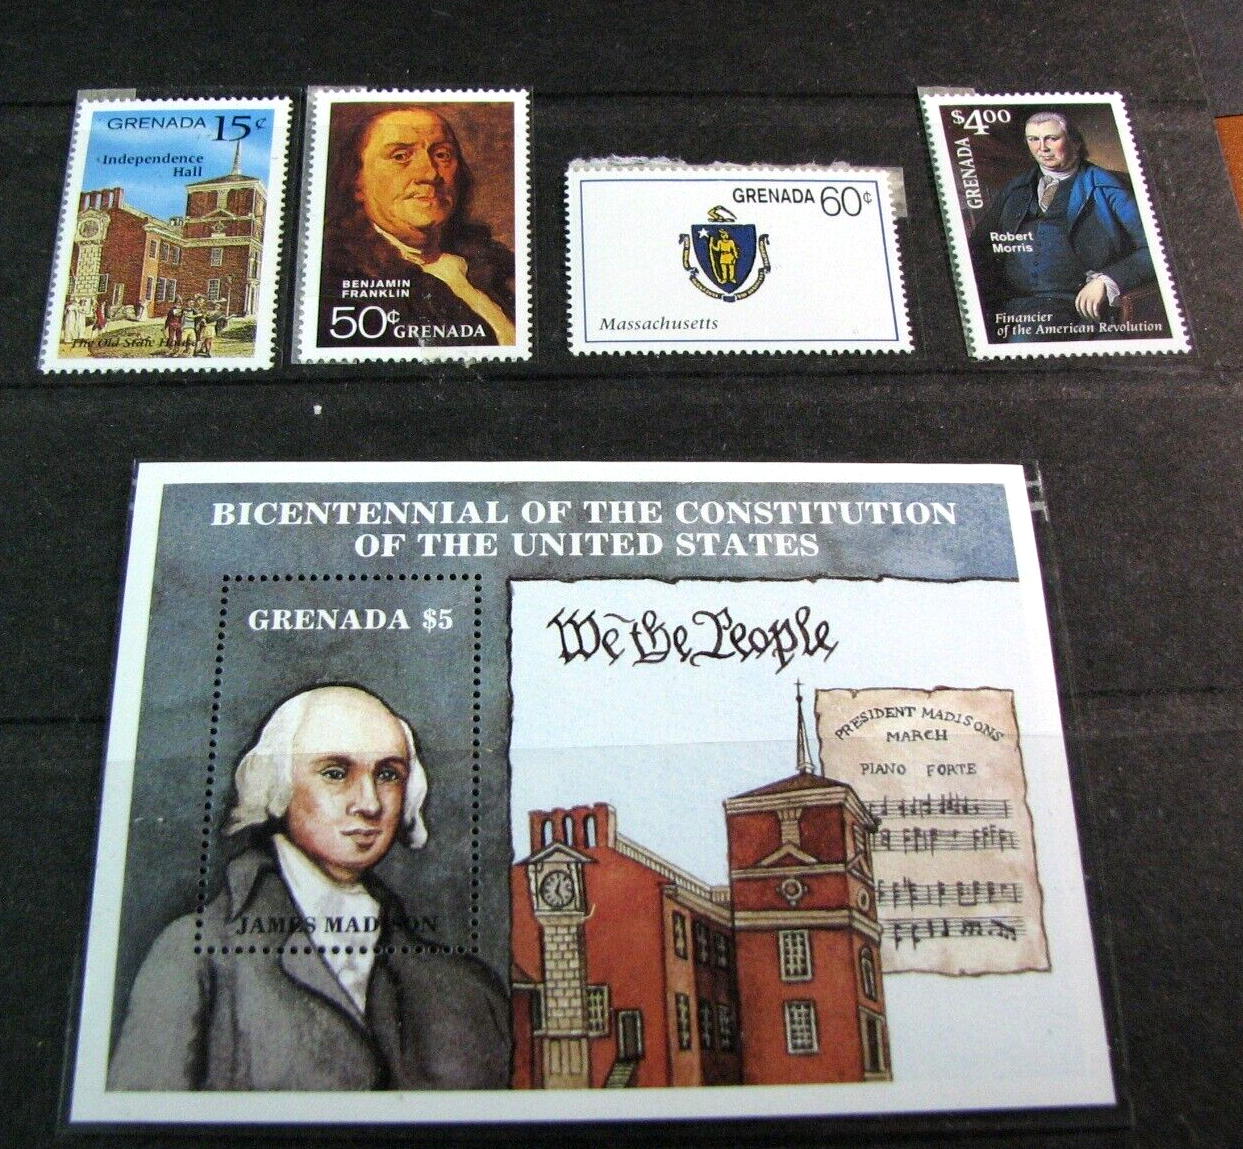 GRENADA 15¢
Independence
Hall
The Old State House
BENJAMIN
FRANKLIN
50¢ GRENADA
GRENADA 60¢
Massachusetts
$4.00
GRENADA
Robert
Morris
Financier
of the American Revolution
BICENTENNIAL OF THE CONSTITUTION
OF THE UNITED STATES
GRENADA $5
JAMES MADISON
We the People
PRESIDENT MADISON'S
MARCH
PIANO FORTE